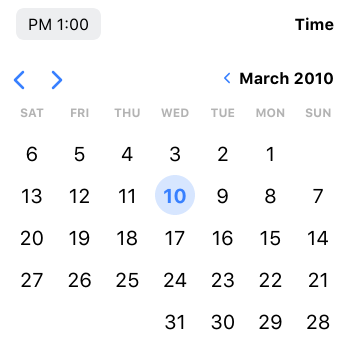 PM 1:00 Time
March 2010
SAT FRI THU WED TUE MON SUN
6 5 4 3 2 1
13 12 11 10 9 8 7
20 19 18 17 16 15 14
27 26 25 24 23 22 21
31 30 29 28